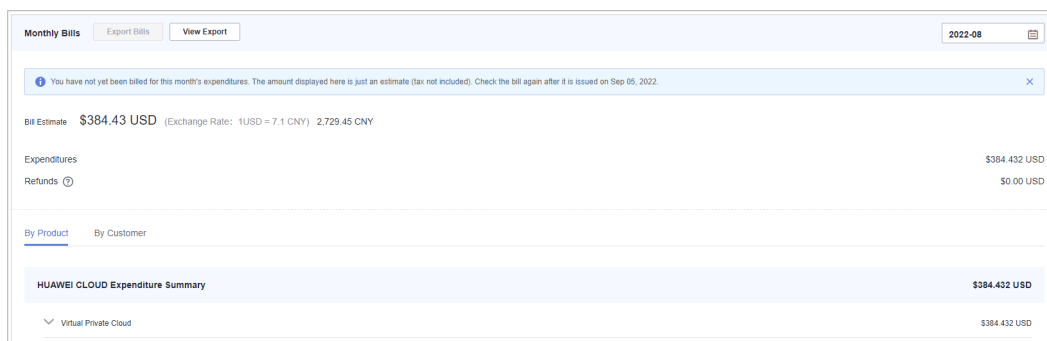 Monthly Bills Export Bills View Export 2022-08
You have not yet been billed for this month's expenditures. The amount displayed here is just an estimate (tax not included). Check the bill again after it is issued on Sep 05, 2022.
Bill Estimate $384.43 USD (Exchange Rate: 1USD = 7.1 CNY) 2,729.45 CNY
Expenditures $384.432 USD
Refunds $0.00 USD
By Product By Customer
HUAWEI CLOUD Expenditure Summary $384.432 USD
Virtual Private Cloud $384.432 USD